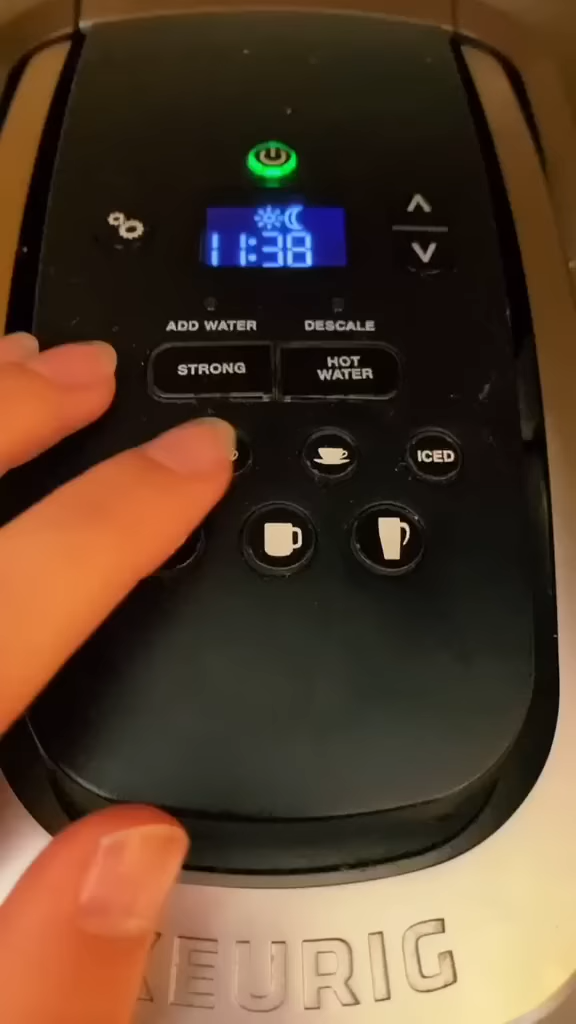 11:38
ADD WATER DESCALE
STRONG HOT WATER
ICED
KEURIG